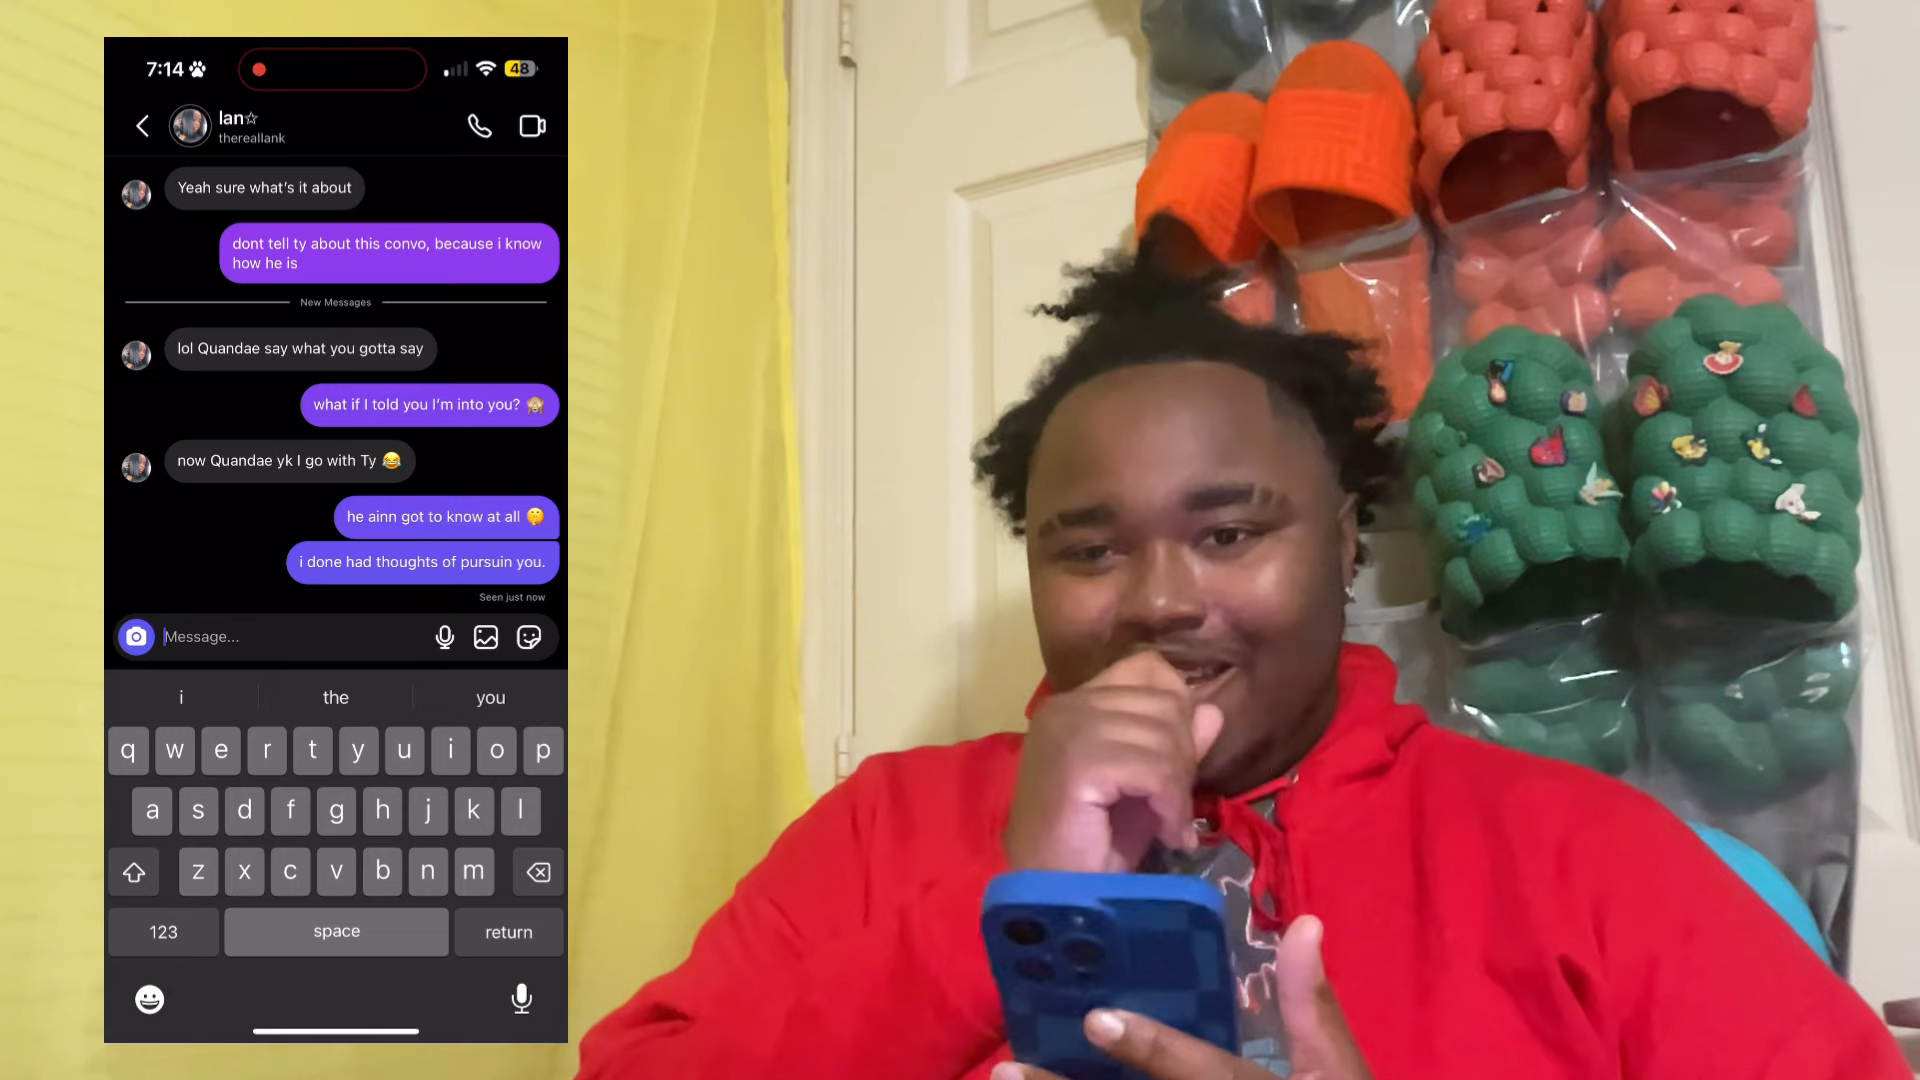 7:14
48
lan☆
thereallank
Yeah sure what's it about
dont tell ty about this convo, because i know
how he is
New Messages
lol Quandae say what you gotta say
what if I told you I'm into you? 🙈
now Quandae yk I go with Ty 😂
he ainn got to know at all 🤫
i done had thoughts of pursuin you.
Seen just now
Message...
i the you
q w e r t y u i o p
a s d f g h j k l
z x c v b n m
123 space return